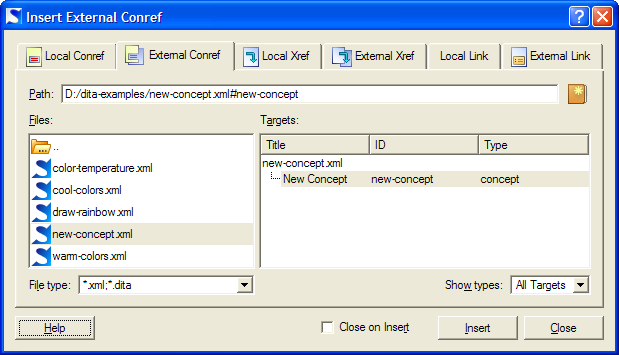 Insert External Conref
Local Conref External Conref Local Xref External Xref Local Link External Link
Path: D:/dita-examples/new-concept.xml#new-concept
Files: Targets:
.. Title ID Type
color-temperature.xml new-concept.xml
cool-colors.xml New Concept new-concept concept
draw-rainbow.xml
new-concept.xml
warm-colors.xml
File type: *.xml;*.dita Show types: All Targets
Help Close on Insert Insert Close